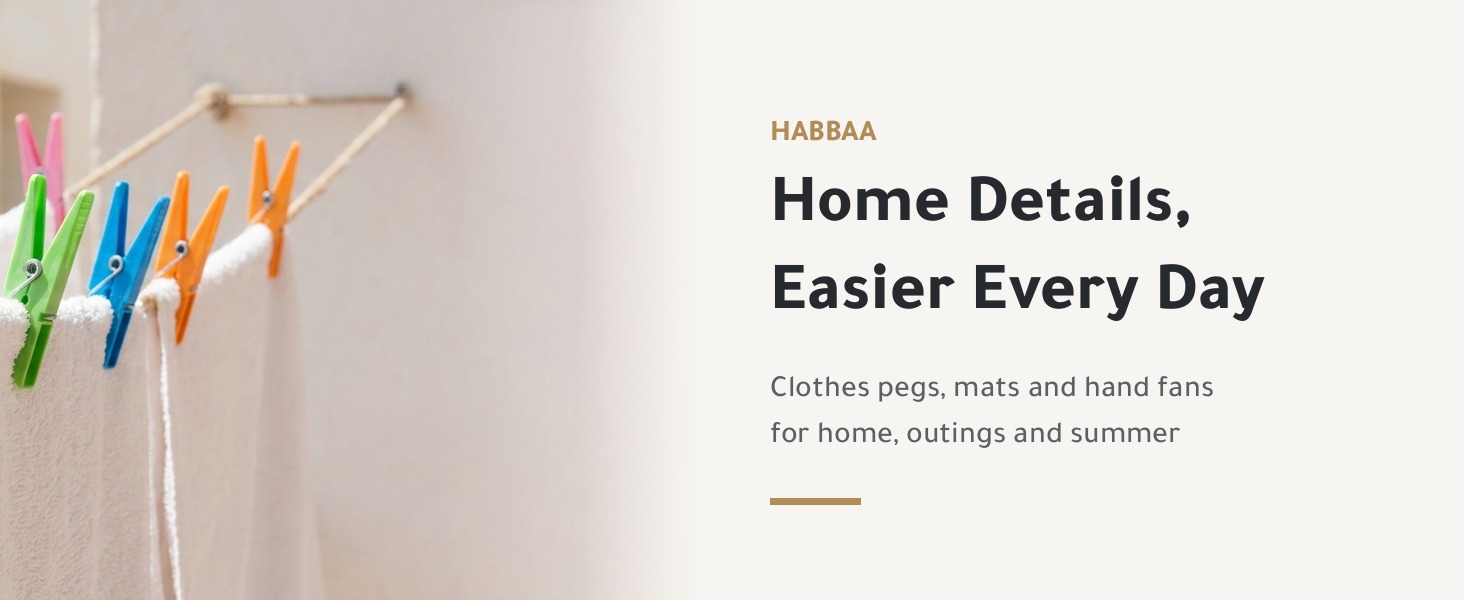 HABBAA
Home Details,
Easier Every Day
Clothes pegs, mats and hand fans
for home, outings and summer